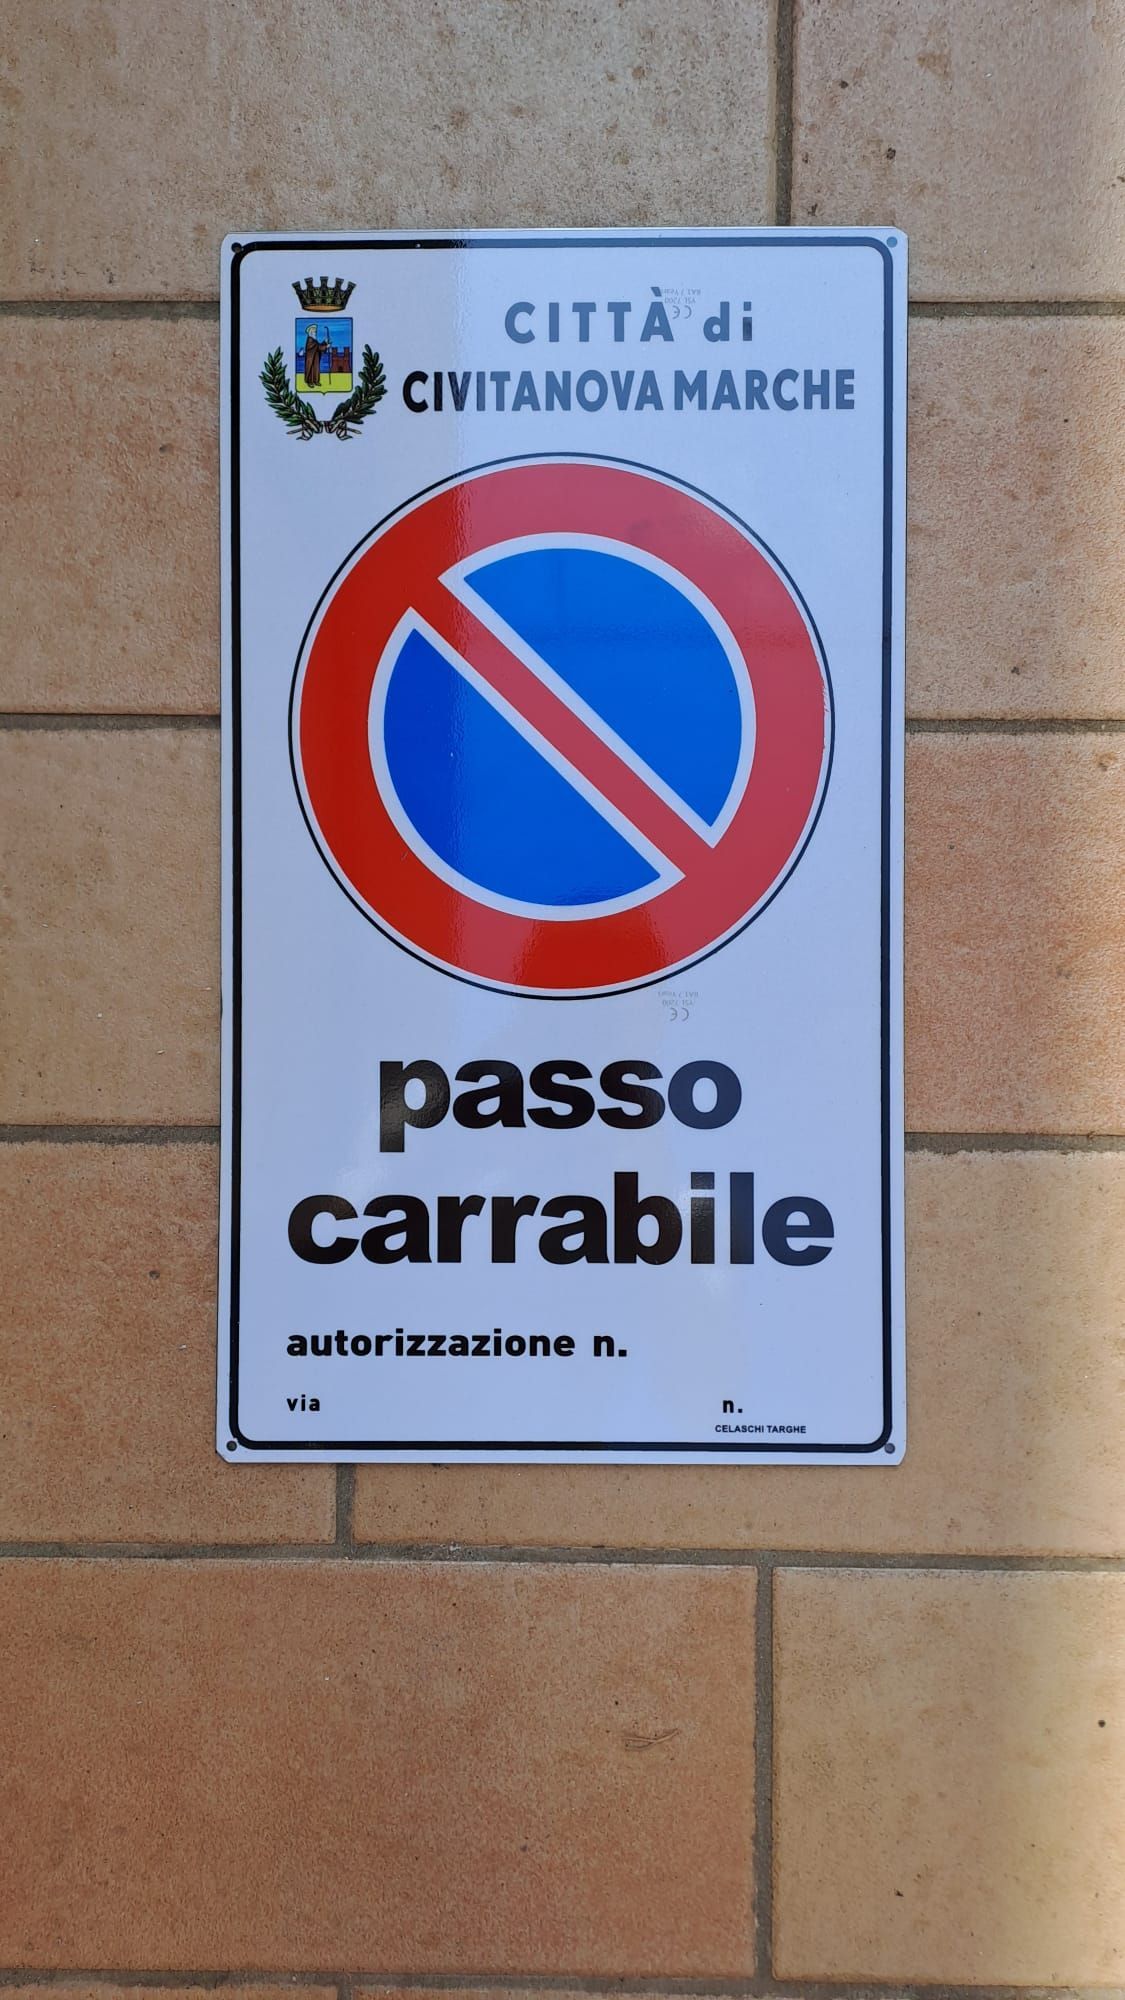 CITTÀ di
CIVITANOVA MARCHE
passo
carrabile
autorizzazione n.
via n.
CELASCHI TARGHE